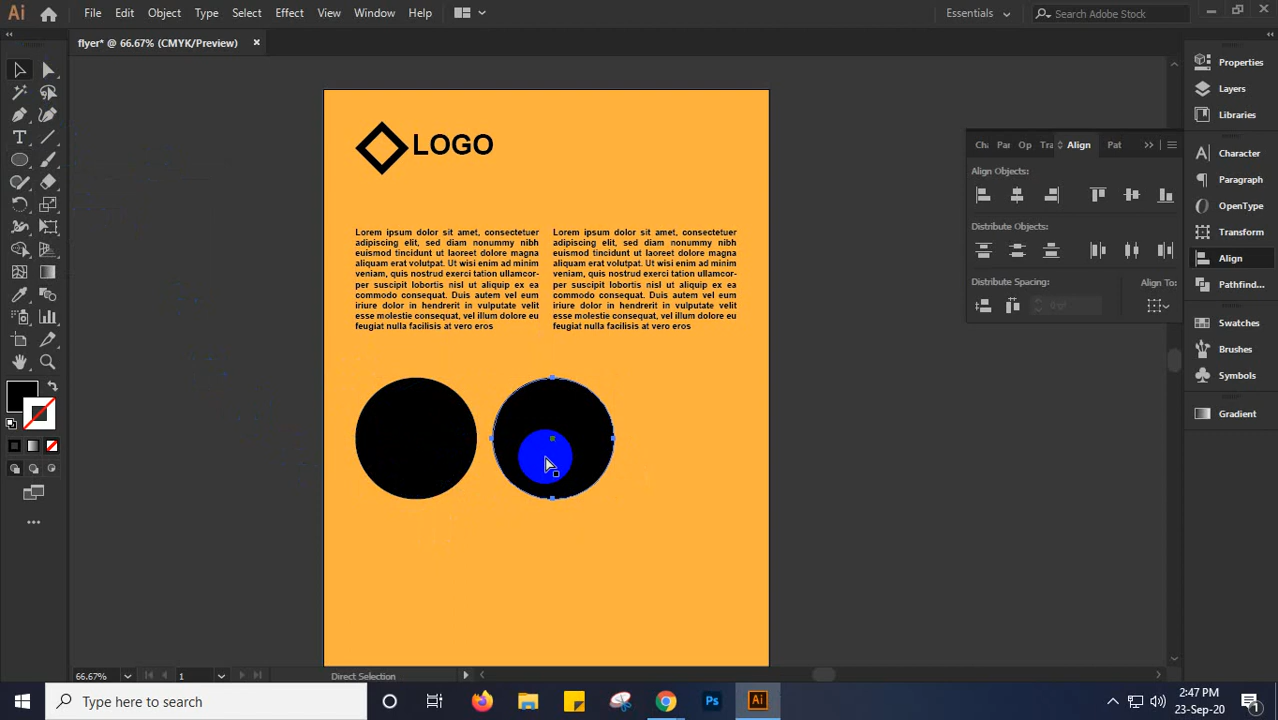 Ai File Edit Object Type Select Effect View Window Help Essentials Search Adobe Stock
flyer* @ 66.67% (CMYK/Preview)
Properties
Layers
Libraries
Character
Paragraph
OpenType
Transform
Align
Pathfin...
Swatches
Brushes
Symbols
Gradient
Op Align Pat
Align Objects:
Distribute Objects:
Distribute Spacing: Align To:
LOGO
Lorem ipsum dolor sit amet, consectetuer
adipiscing elit, sed diam nonummy nibh
euismod tincidunt ut laoreet dolore magna
aliquam erat volutpat. Ut wisi enim ad minim
veniam, quis nostrud exerci tation ullamcor-
per suscipit lobortis nisl ut aliquip ex ea
commodo consequat. Duis autem vel eum
iriure dolor in hendrerit in vulputate velit
esse molestie consequat, vel illum dolore eu
feugiat nulla facilisis at vero eros
Lorem ipsum dolor sit amet, consectetuer
adipiscing elit, sed diam nonummy nibh
euismod tincidunt ut laoreet dolore magna
aliquam erat volutpat. Ut wisi enim ad minim
veniam, quis nostrud exerci tation ullamcor-
per suscipit lobortis nisl ut aliquip ex ea
commodo consequat. Duis autem vel eum
iriure dolor in hendrerit in vulputate velit
esse molestie consequat, vel illum dolore eu
feugiat nulla facilisis at vero eros
66.67% 1 Direct Selection
Type here to search
Ps Ai
2:47 PM
23-Sep-20
1